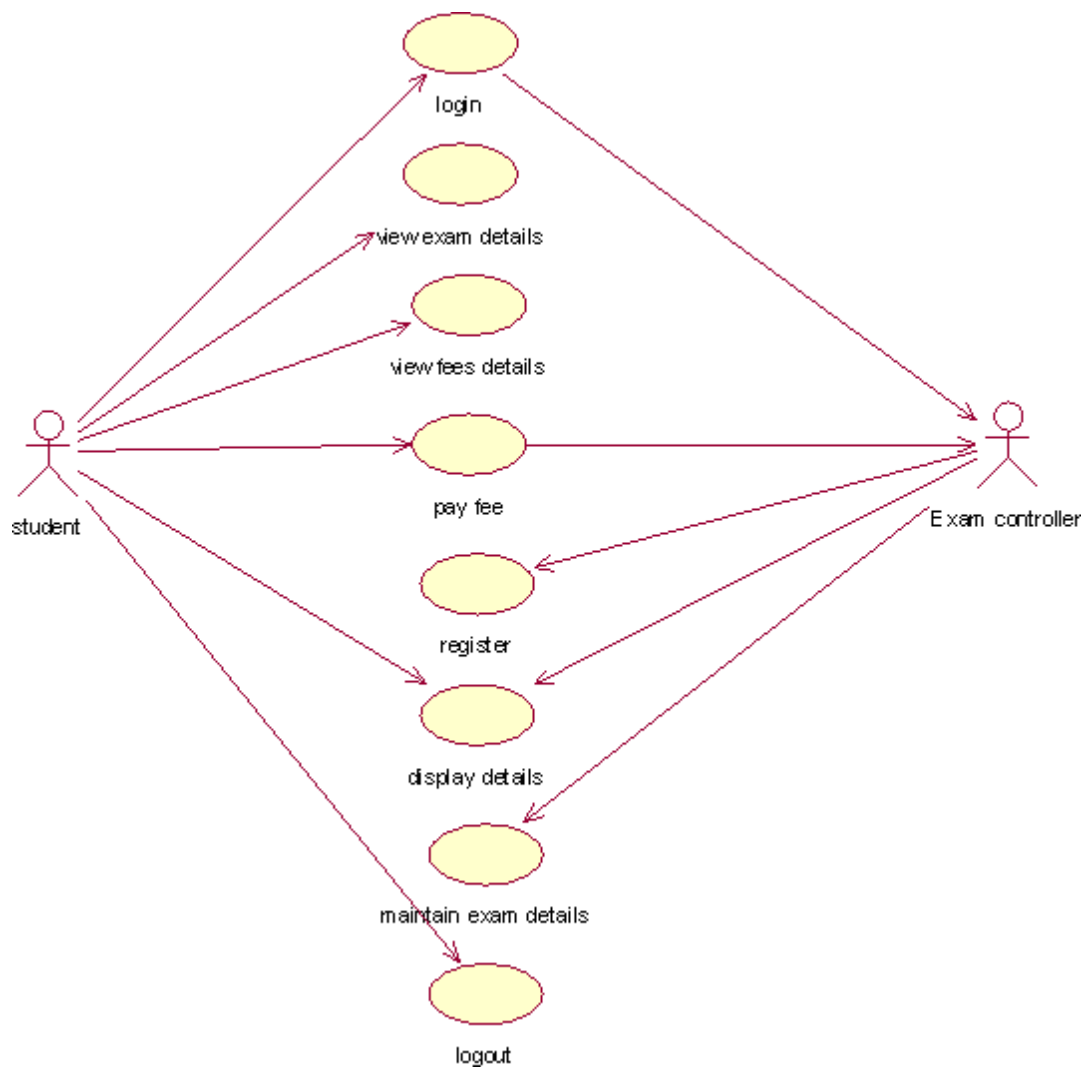 login
view exam details
view fees details
pay fee
student
Exam controller
register
display details
maintain exam details
logout